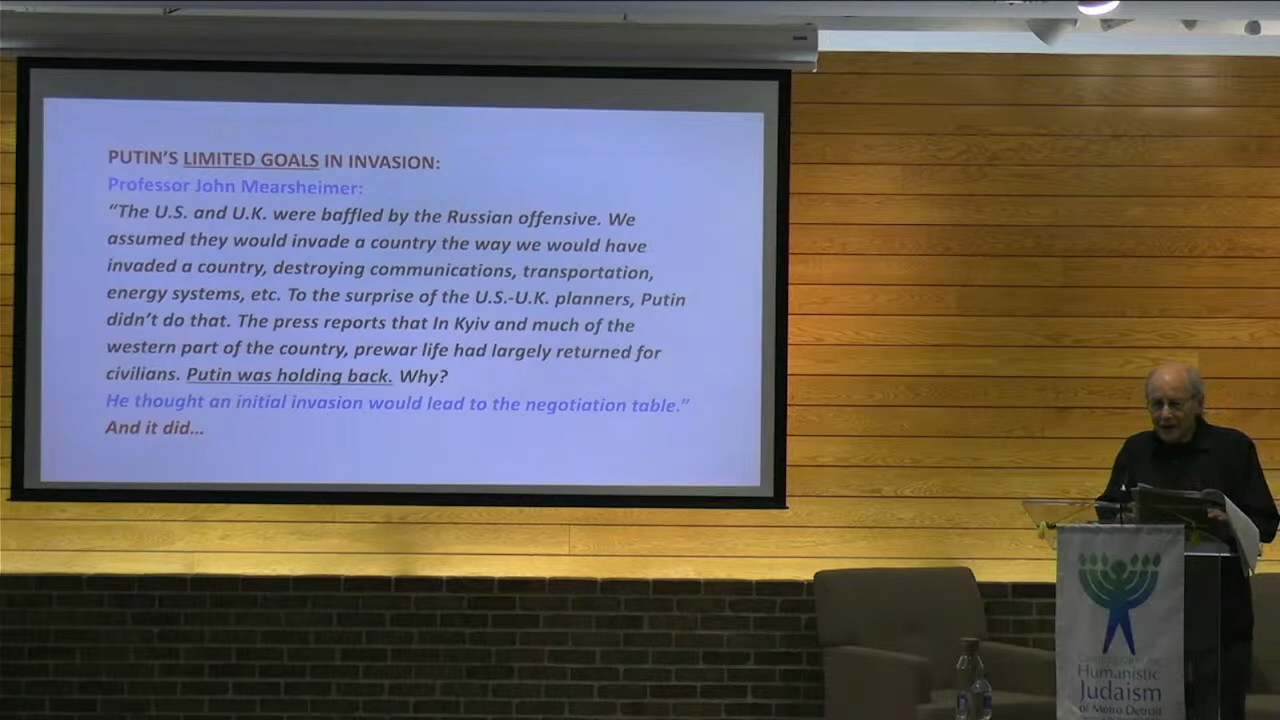 PUTIN'S LIMITED GOALS IN INVASION:
Professor John Mearsheimer:
“The U.S. and U.K. were baffled by the Russian offensive. We
assumed they would invade a country the way we would have
invaded a country, destroying communications, transportation,
energy systems, etc. To the surprise of the U.S.-U.K. planners, Putin
didn't do that. The press reports that In Kyiv and much of the
western part of the country, prewar life had largely returned for
civilians. Putin was holding back. Why?
He thought an initial invasion would lead to the negotiation table.”
And it did…
Humanistic
Judaism
of Metro Detroit